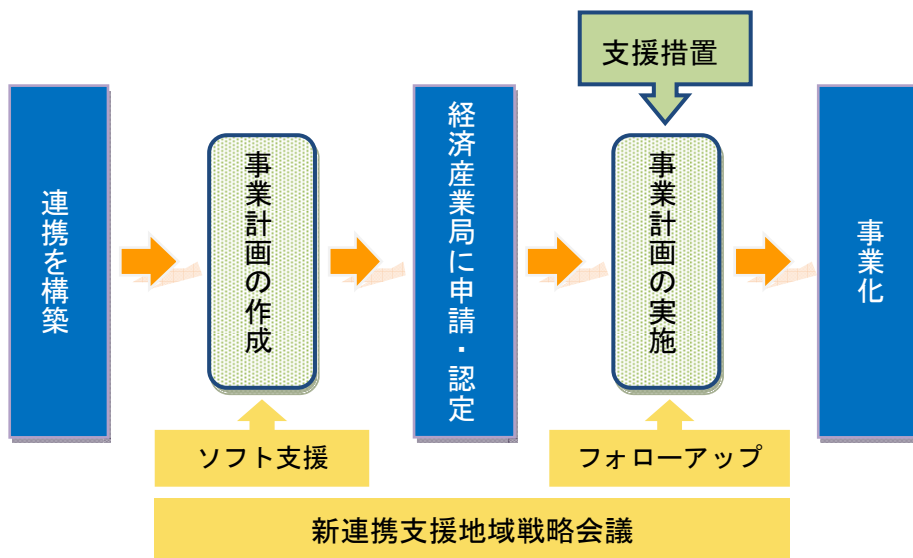 支援措置
連携を構築
事業計画の作成
経済産業局に申請・認定
事業計画の実施
事業化
ソフト支援
フォローアップ
新連携支援地域戦略会議